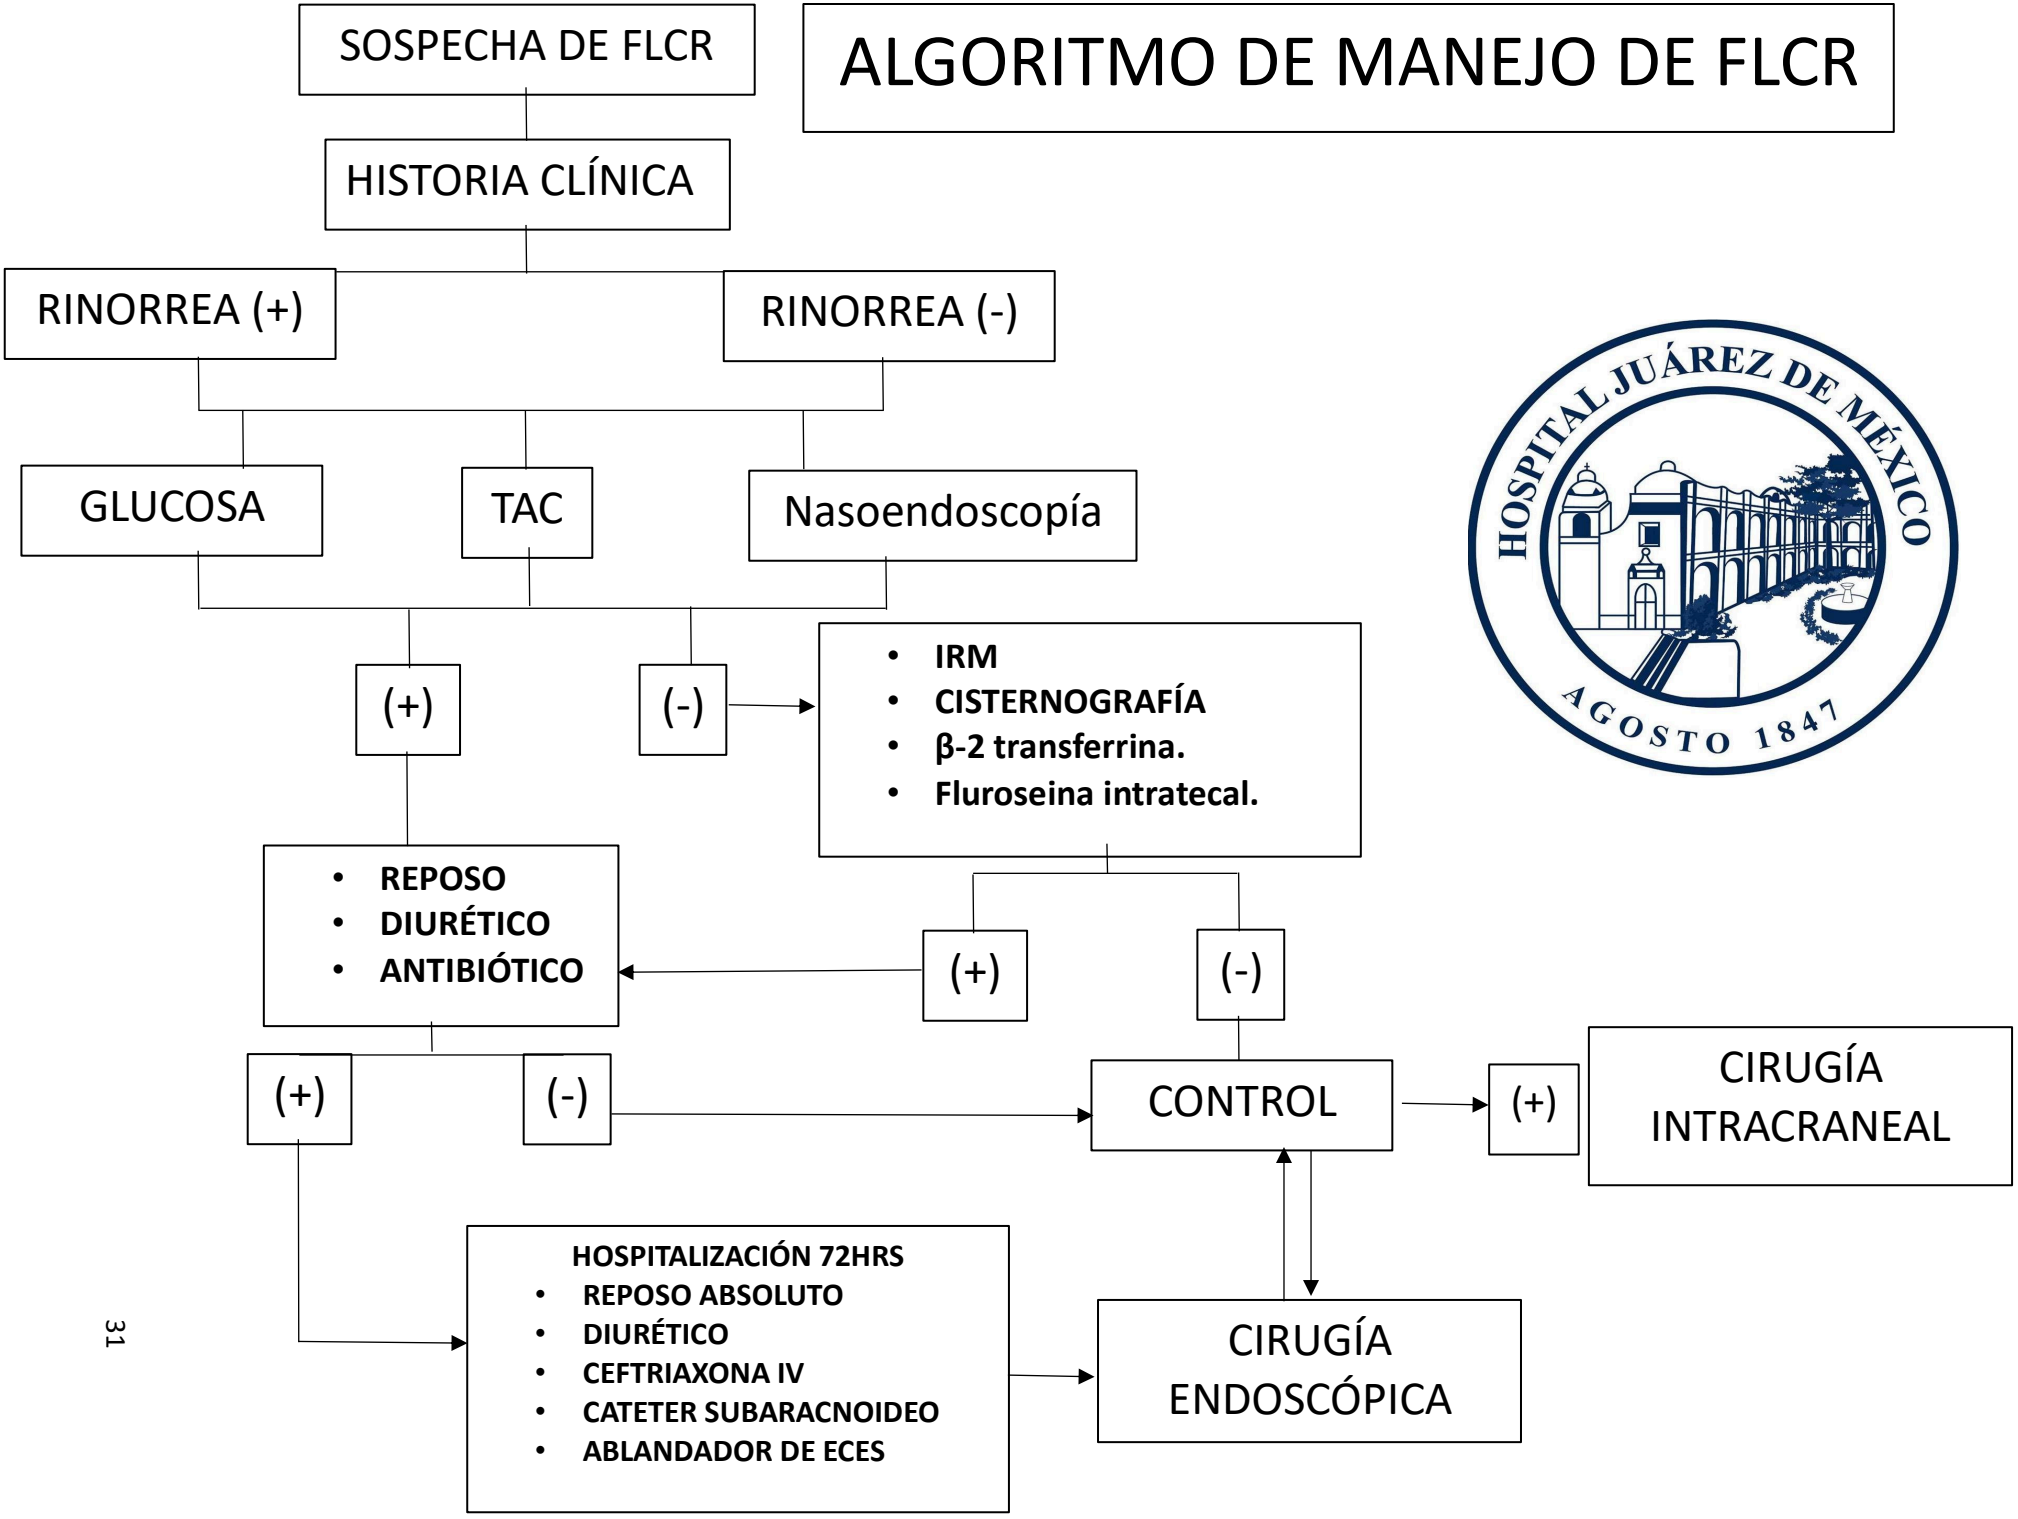 SOSPECHA DE FLCR
ALGORITMO DE MANEJO DE FLCR
HISTORIA CLÍNICA
RINORREA (+)
RINORREA (-)
HOSPITAL JUÁREZ DE MÉXICO
AGOSTO 1847
GLUCOSA
TAC
Nasoendoscopía
(+)
(-)
• IRM
• CISTERNOGRAFÍA
• β-2 transferrina.
• Fluroseina intratecal.
• REPOSO
• DIURÉTICO
• ANTIBIÓTICO
(+)
(-)
(+)
(-)
CONTROL
(+)
CIRUGÍA
INTRACRANEAL
HOSPITALIZACIÓN 72HRS
• REPOSO ABSOLUTO
• DIURÉTICO
• CEFTRIAXONA IV
• CATETER SUBARACNOIDEO
• ABLANDADOR DE ECES
CIRUGÍA
ENDOSCÓPICA
31